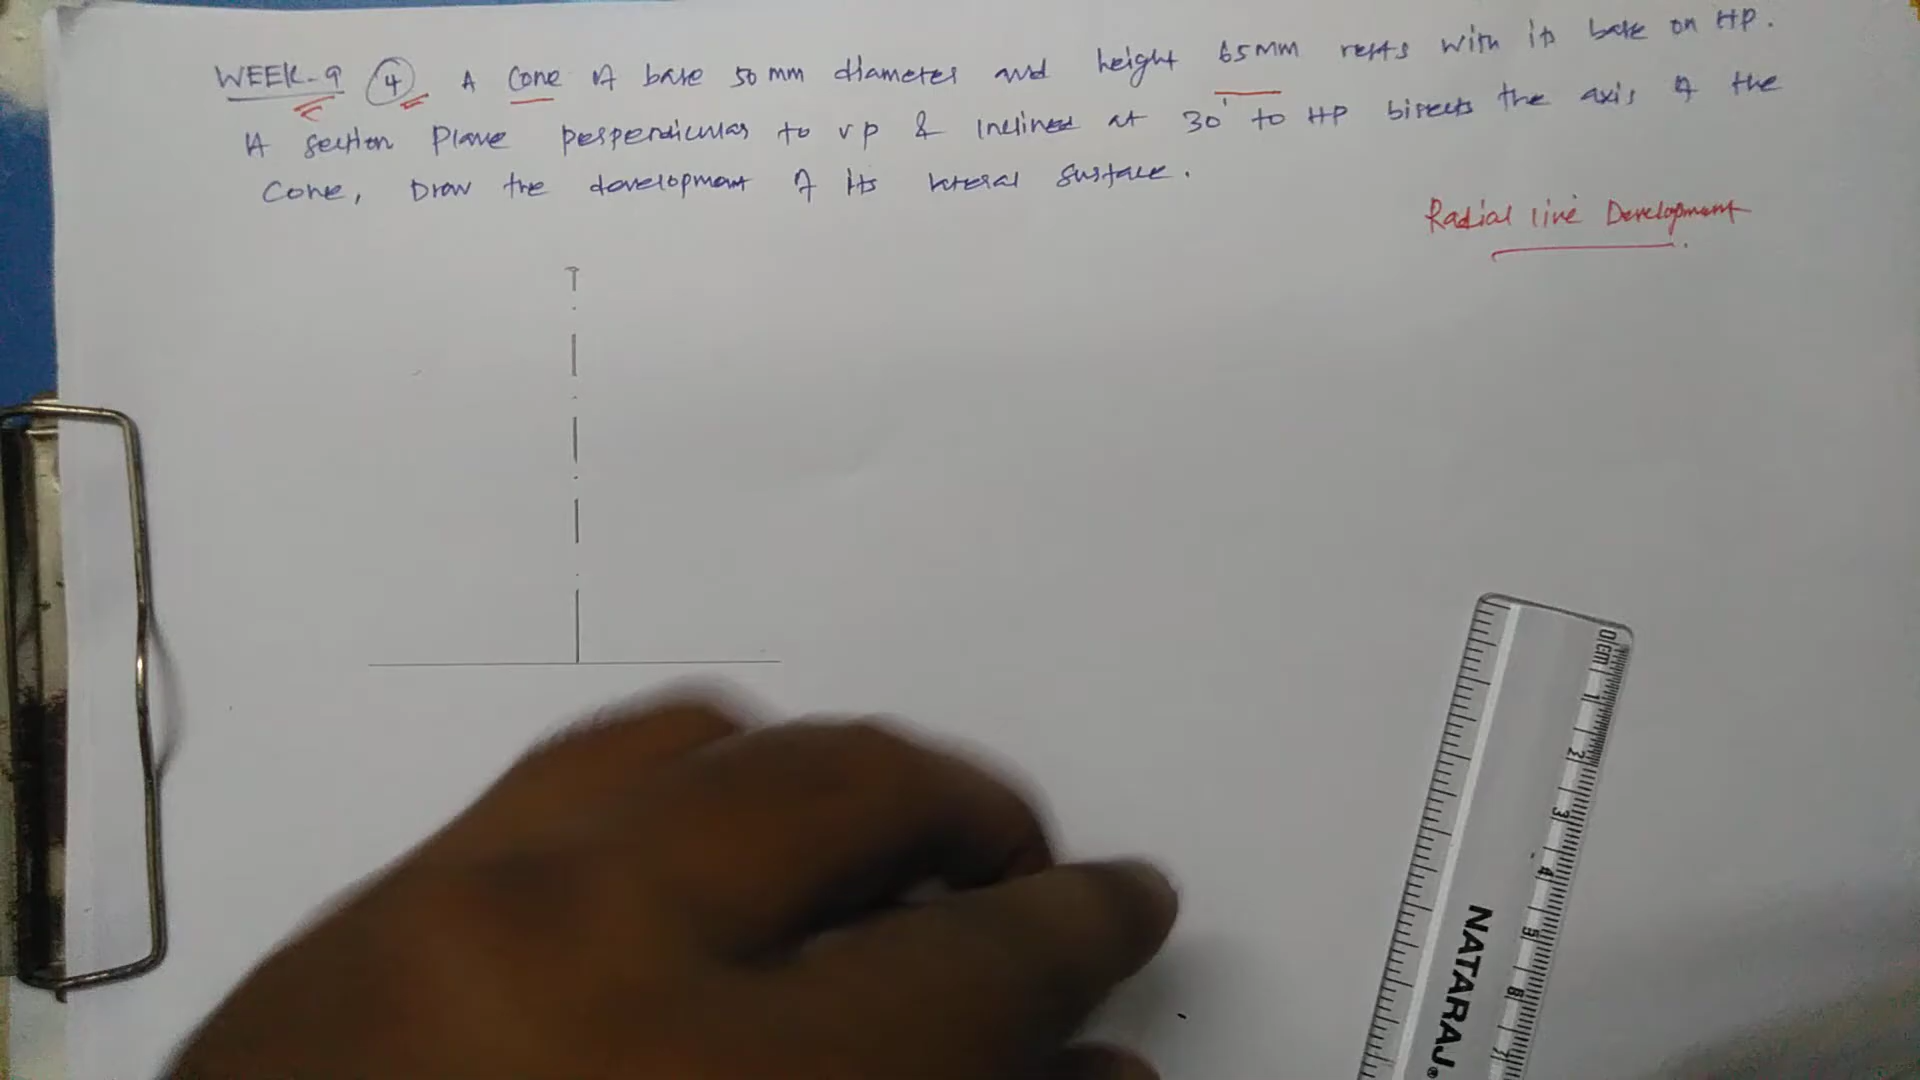 WEEK-9 4 A Cone of base 50 mm diameter and height 65mm rests with its base on HP.
A section Plane perpendicular to VP & Inclined at 30° to HP bisects the axis of the
Cone, Draw the development of its lateral surface.
Radial line Development
0/cm 1 2 3 4 5 6 7
NATARAJ